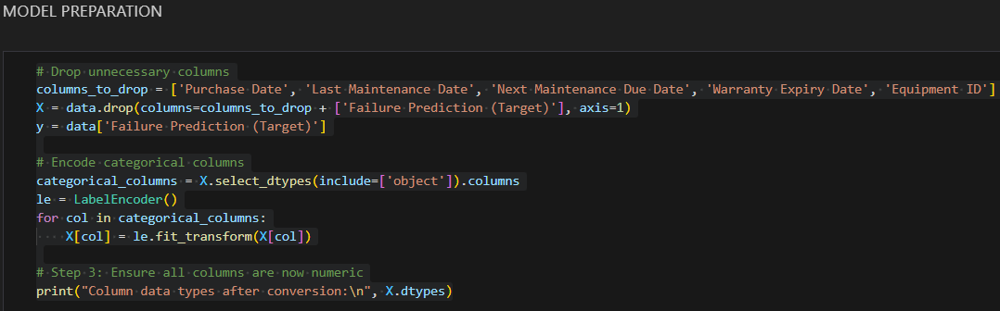 MODEL PREPARATION
# Drop unnecessary columns
columns_to_drop = ['Purchase Date', 'Last Maintenance Date', 'Next Maintenance Due Date', 'Warranty Expiry Date', 'Equipment ID']
X = data.drop(columns=columns_to_drop + ['Failure Prediction (Target)'], axis=1)
y = data['Failure Prediction (Target)']
# Encode categorical columns
categorical_columns = X.select_dtypes(include=['object']).columns
le = LabelEncoder()
for col in categorical_columns:
    X[col] = le.fit_transform(X[col])
# Step 3: Ensure all columns are now numeric
print("Column data types after conversion:\n", X.dtypes)